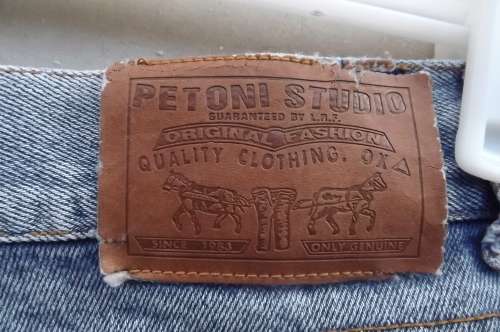 PETONI STUDIO
GUARANTEED BY L.R.F.
ORIGINAL FASHION
QUALITY CLOTHING. OX
SINCE 1983
ONLY GENUINE